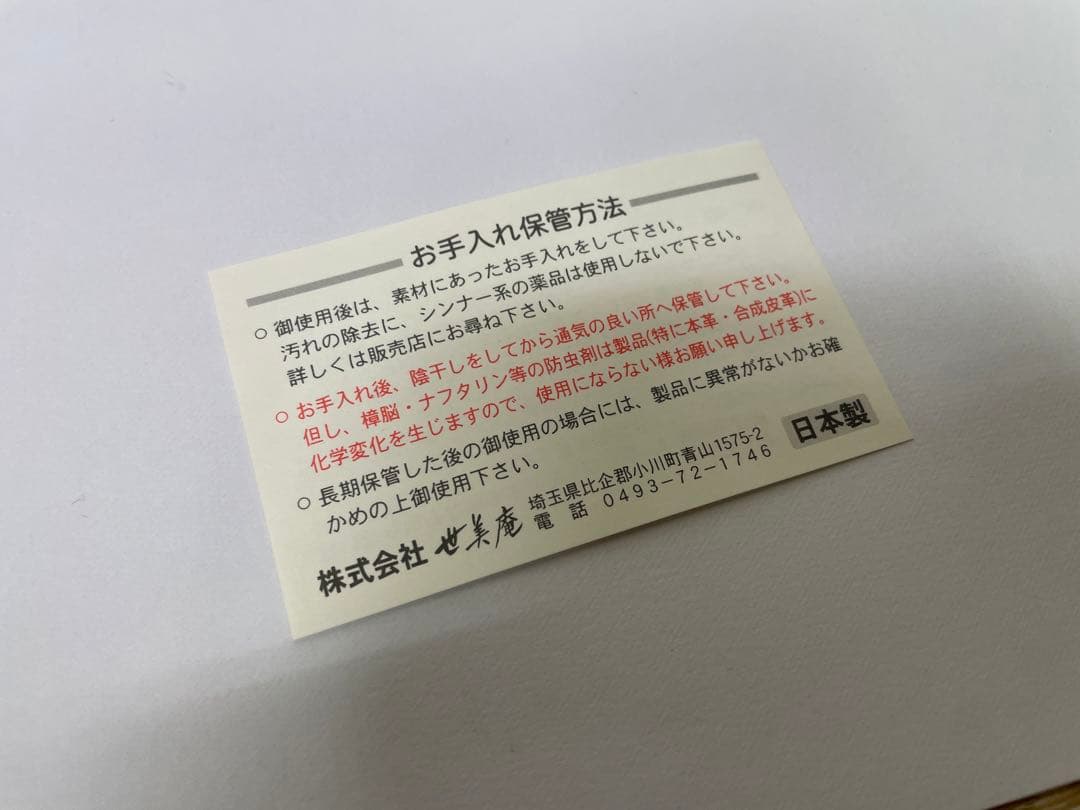 お手入れ保管方法
○ 御使用後は、素材にあったお手入れをして下さい。
汚れの除去に、シンナー系の薬品は使用しないで下さい。
詳しくは販売店にお尋ね下さい。
○ お手入れ後、陰干しをしてから通気の良い所へ保管して下さい。
但し、樟脳・ナフタリン等の防虫剤は製品(特に本革・合成皮革)に
化学変化を生じますので、使用にならない様お願い申し上げます。
○ 長期保管した後の御使用の場合には、製品に異常がないかお確
かめの上御使用下さい。
日本製
株式会社 世美庵 埼玉県比企郡小川町青山1575-2
電話 0493-72-1746